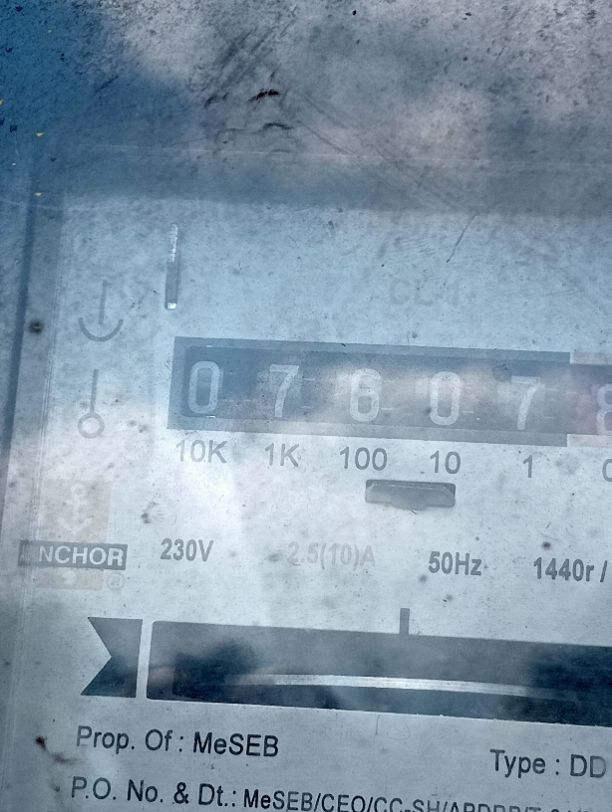 CL-1
0 7 6 0 7
10K 1K 100 10 1
230V 2.5(10)A 50Hz 1440r /
ANCHOR ®
Prop. Of : MeSEB
Type : DD
P.O. No. & Dt.: MeSEB/CEO/CC-SH/APDRP/